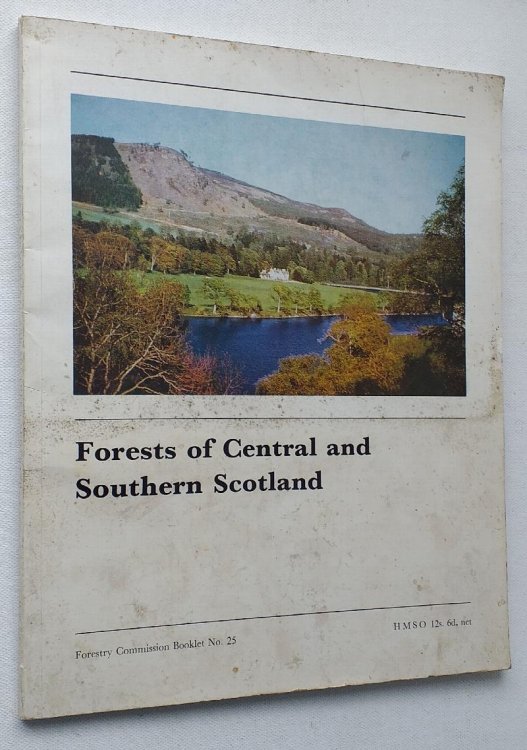 Forests of Central and
Southern Scotland
Forestry Commission Booklet No. 25
HMSO 12s. 6d, net